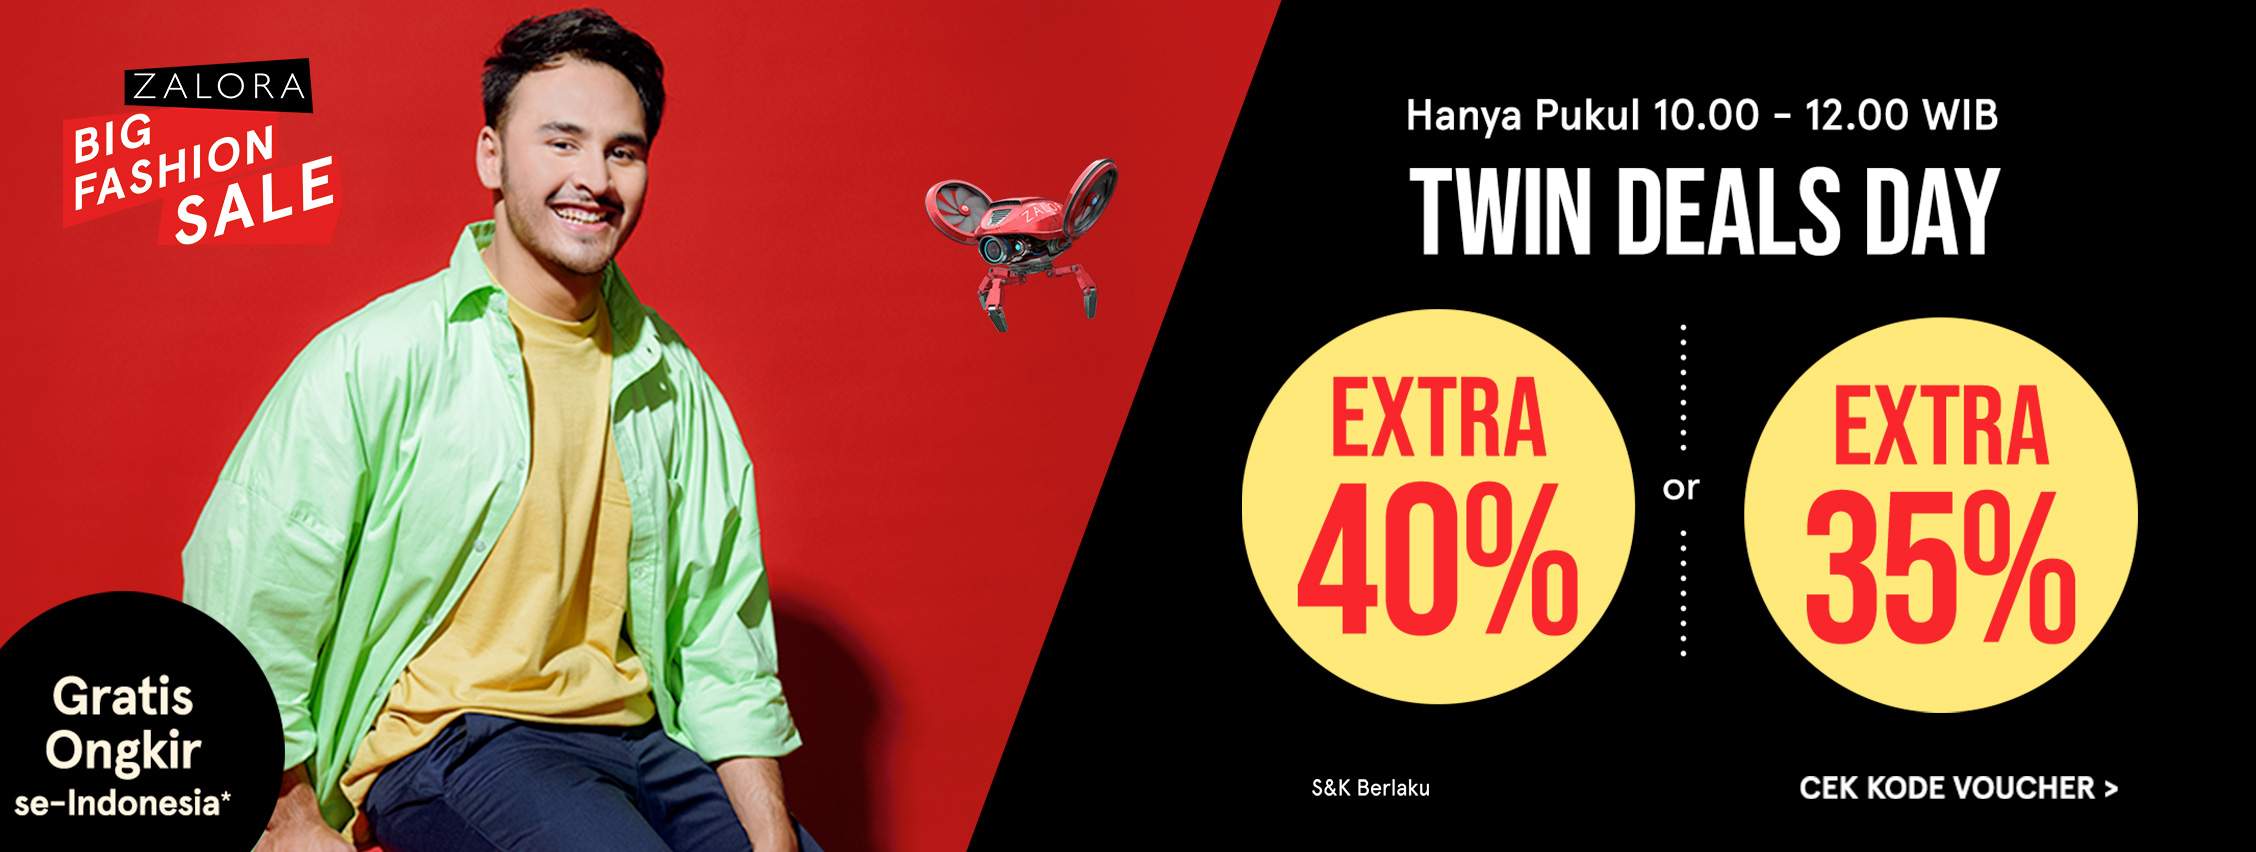 ZALORA
BIG
FASHION
SALE
Gratis
Ongkir
se-Indonesia*
Hanya Pukul 10.00 - 12.00 WIB
TWIN DEALS DAY
EXTRA
40%
or
EXTRA
35%
S&K Berlaku
CEK KODE VOUCHER >